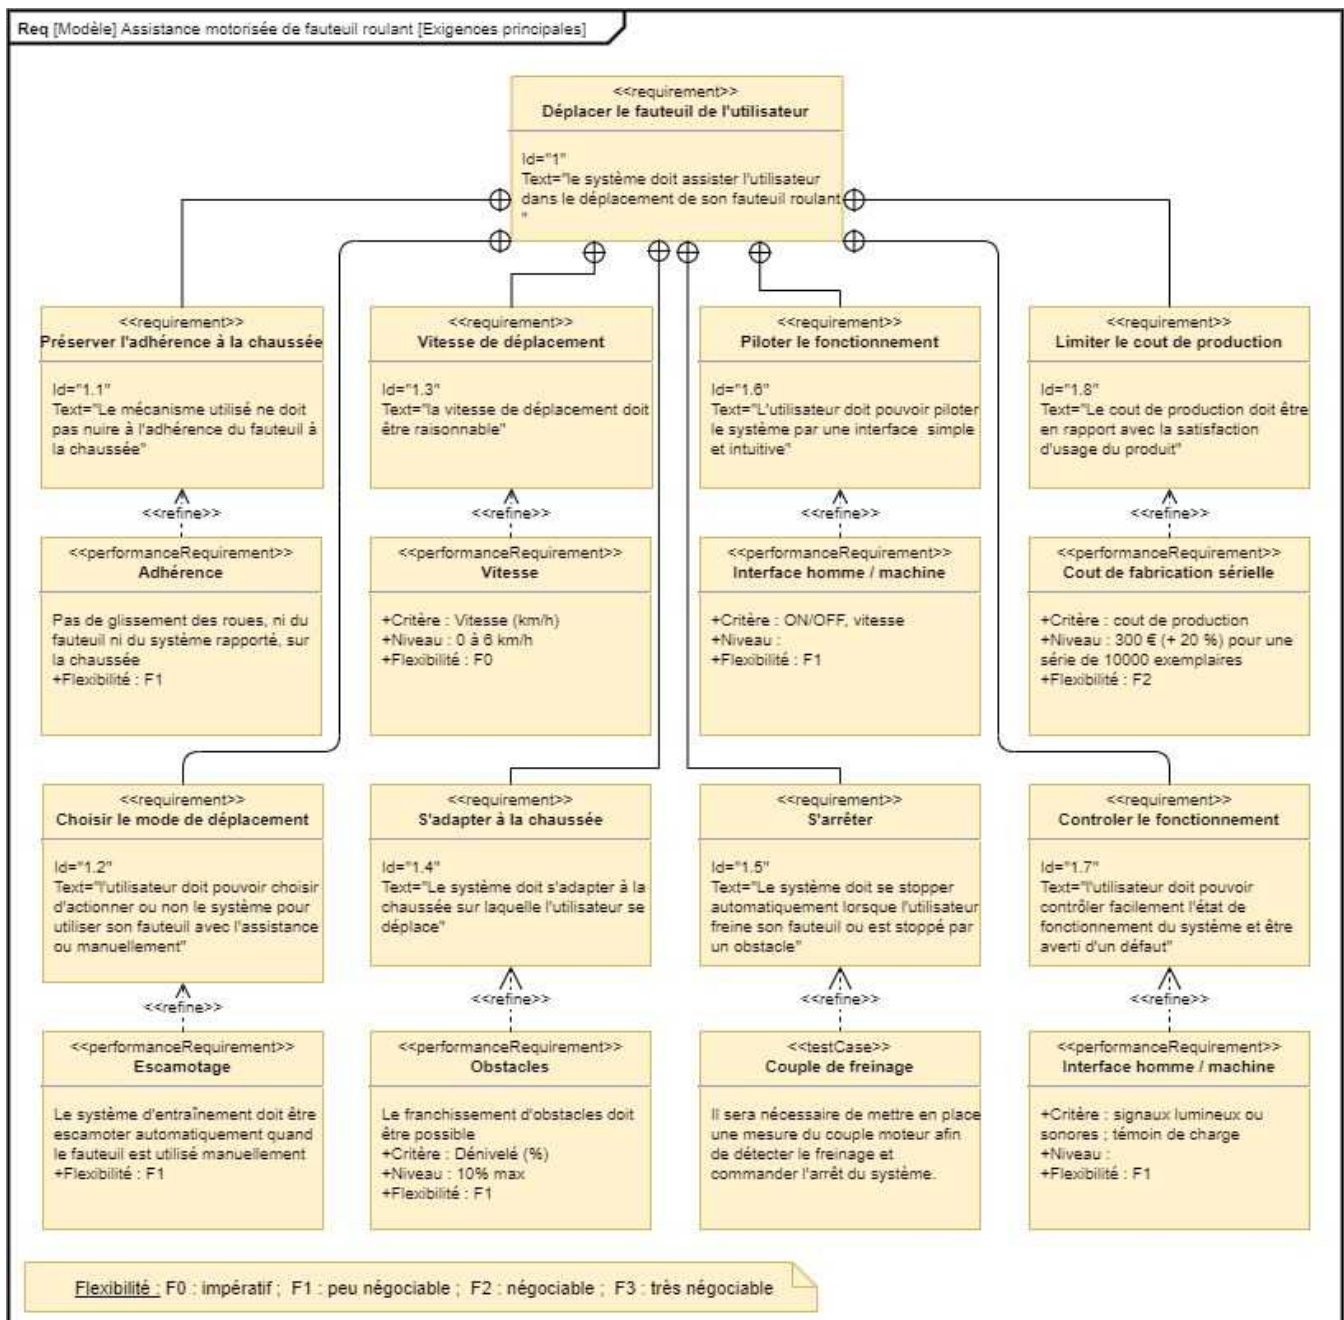 Req [Modèle] Assistance motorisée de fauteuil roulant [Exigences principales]
<<requirement>>
Déplacer le fauteuil de l'utilisateur
Id="1"
Text="le système doit assister l'utilisateur
dans le déplacement de son fauteuil roulant
"
<<requirement>>
Préserver l'adhérence à la chaussée
Id="1.1"
Text="Le mécanisme utilisé ne doit
pas nuire à l'adhérence du fauteuil à
la chaussée"
<<refine>>
<<performanceRequirement>>
Adhérence
Pas de glissement des roues, ni du
fauteuil ni du système rapporté, sur
la chaussée
+Flexibilité : F1
<<requirement>>
Vitesse de déplacement
Id="1.3"
Text="la vitesse de déplacement doit
être raisonnable"
<<refine>>
<<performanceRequirement>>
Vitesse
+Critère : Vitesse (km/h)
+Niveau : 0 à 6 km/h
+Flexibilité : F0
<<requirement>>
Piloter le fonctionnement
Id="1.6"
Text="L'utilisateur doit pouvoir piloter
le système par une interface simple
et intuitive"
<<refine>>
<<performanceRequirement>>
Interface homme / machine
+Critère : ON/OFF, vitesse
+Niveau :
+Flexibilité : F1
<<requirement>>
Limiter le cout de production
Id="1.8"
Text="Le cout de production doit être
en rapport avec la satisfaction
d'usage du produit"
<<refine>>
<<performanceRequirement>>
Cout de fabrication sérielle
+Critère : cout de production
+Niveau : 300 € (+ 20 %) pour une
série de 10000 exemplaires
+Flexibilité : F2
<<requirement>>
Choisir le mode de déplacement
Id="1.2"
Text="l'utilisateur doit pouvoir choisir
d'actionner ou non le système pour
utiliser son fauteuil avec l'assistance
ou manuellement"
<<refine>>
<<performanceRequirement>>
Escamotage
Le système d'entraînement doit être
escamoter automatiquement quand
le fauteuil est utilisé manuellement
+Flexibilité : F1
<<requirement>>
S'adapter à la chaussée
Id="1.4"
Text="Le système doit s'adapter à la
chaussée sur laquelle l'utilisateur se
déplace"
<<refine>>
<<performanceRequirement>>
Obstacles
Le franchissement d'obstacles doit
être possible
+Critère : Dénivelé (%)
+Niveau : 10% max
+Flexibilité : F1
<<requirement>>
S'arrêter
Id="1.5"
Text="Le système doit se stopper
automatiquement lorsque l'utilisateur
freine son fauteuil ou est stoppé par
un obstacle"
<<refine>>
<<testCase>>
Couple de freinage
Il sera nécessaire de mettre en place
une mesure du couple moteur afin
de détecter le freinage et
commander l'arrêt du système.
<<requirement>>
Controler le fonctionnement
Id="1.7"
Text="l'utilisateur doit pouvoir
contrôler facilement l'état de
fonctionnement du système et être
averti d'un défaut"
<<refine>>
<<performanceRequirement>>
Interface homme / machine
+Critère : signaux lumineux ou
sonores ; témoin de charge
+Niveau :
+Flexibilité : F1
Flexibilité : F0 : impératif ; F1 : peu négociable ; F2 : négociable ; F3 : très négociable